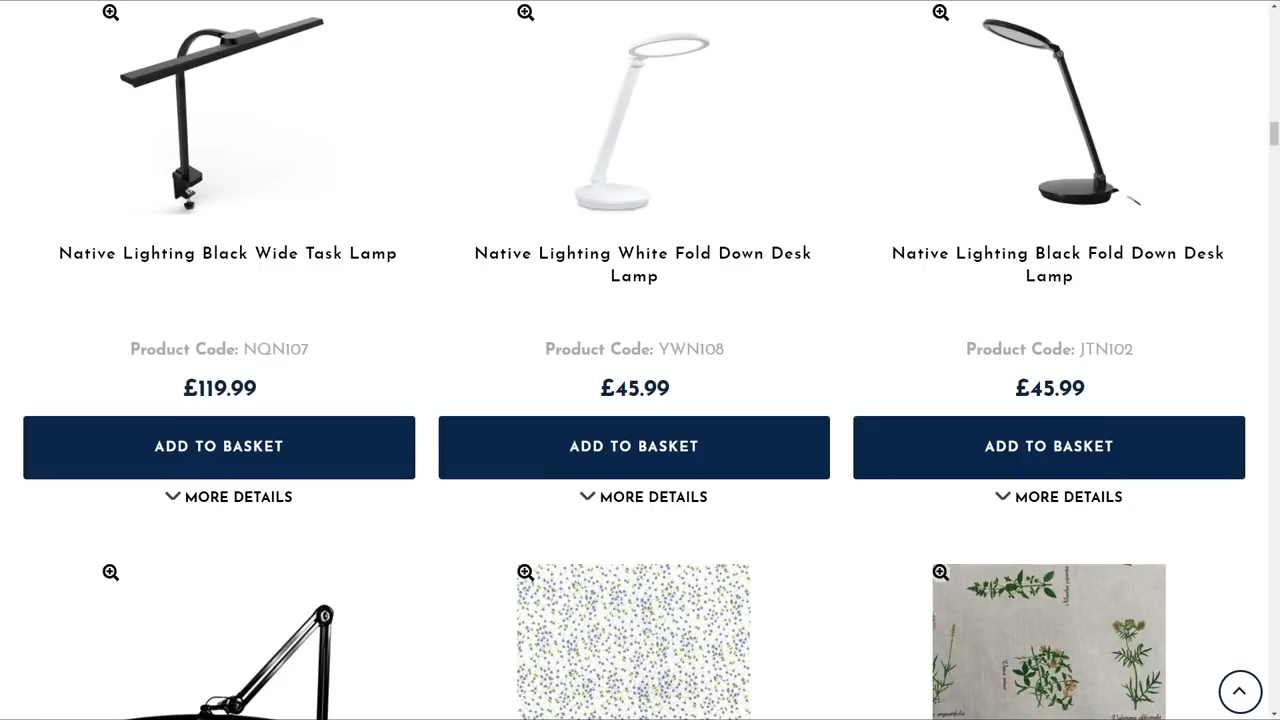 Native Lighting Black Wide Task Lamp
Product Code: NQN107
£119.99
ADD TO BASKET
MORE DETAILS
Native Lighting White Fold Down Desk
Lamp
Product Code: YWN108
£45.99
ADD TO BASKET
MORE DETAILS
Native Lighting Black Fold Down Desk
Lamp
Product Code: JTN102
£45.99
ADD TO BASKET
MORE DETAILS